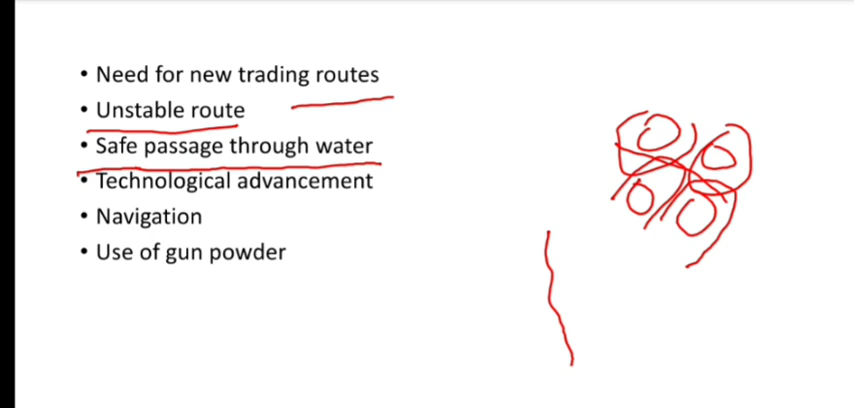 • Need for new trading routes
• Unstable route
• Safe passage through water
• Technological advancement
• Navigation
• Use of gun powder